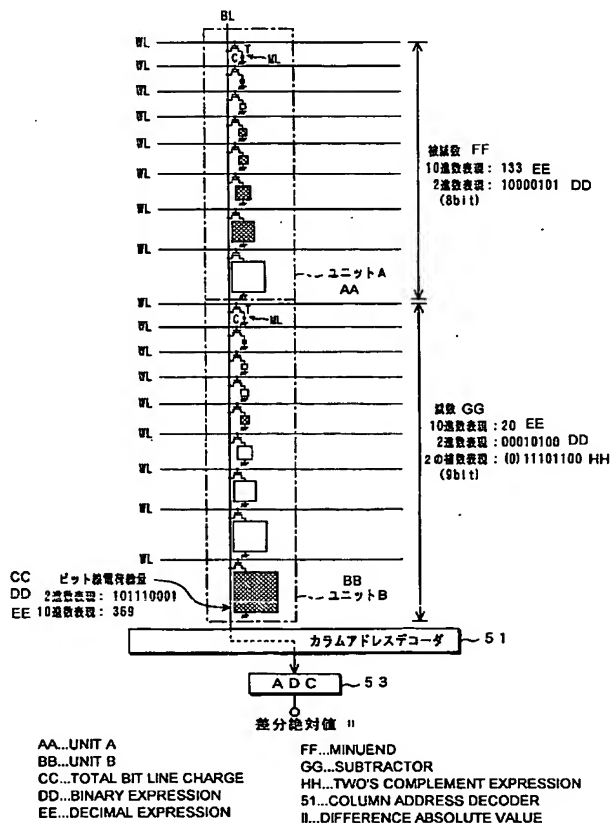 BL
WL
C T ML
WL
WL
WL
WL
WL
WL
WL
被減数 FF
10進数表現: 133 EE
2進数表現: 10000101 DD
(8bit)
ユニットA
AA
WL
C T ML
WL
WL
WL
WL
WL
WL
WL
WL
減数 GG
10進数表現: 20 EE
2進数表現: 00010100 DD
2の補数表現: (0)11101100 HH
(9bit)
CC ビット線電荷総量
DD 2進数表現: 101110001
EE 10進数表現: 369
BB
ユニットB
カラムアドレスデコーダ 51
ADC 53
差分絶対値 II
AA...UNIT A
BB...UNIT B
CC...TOTAL BIT LINE CHARGE
DD...BINARY EXPRESSION
EE...DECIMAL EXPRESSION
FF...MINUEND
GG...SUBTRACTOR
HH...TWO'S COMPLEMENT EXPRESSION
51...COLUMN ADDRESS DECODER
II...DIFFERENCE ABSOLUTE VALUE